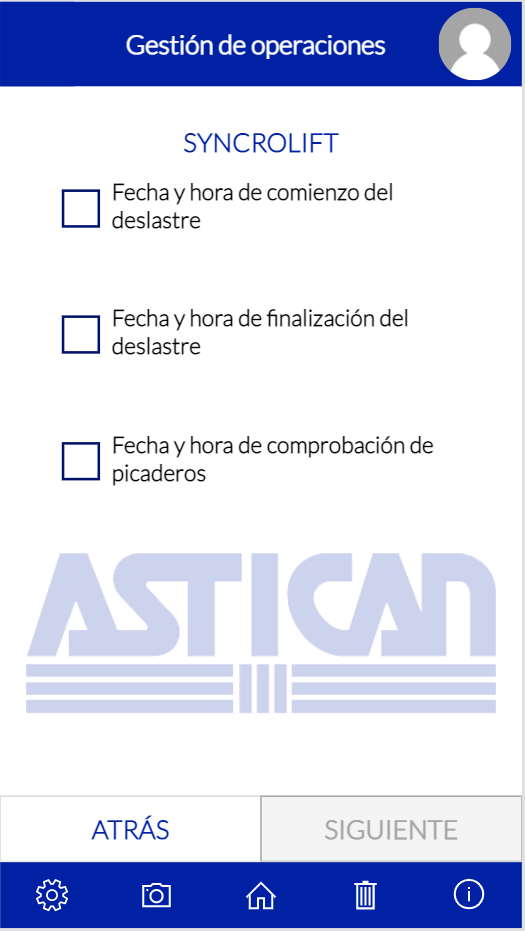 Gestión de operaciones
SYNCROLIFT
Fecha y hora de comienzo del
deslastre
Fecha y hora de finalización del
deslastre
Fecha y hora de comprobación de
picaderos
ASTICAN
ATRÁS
SIGUIENTE